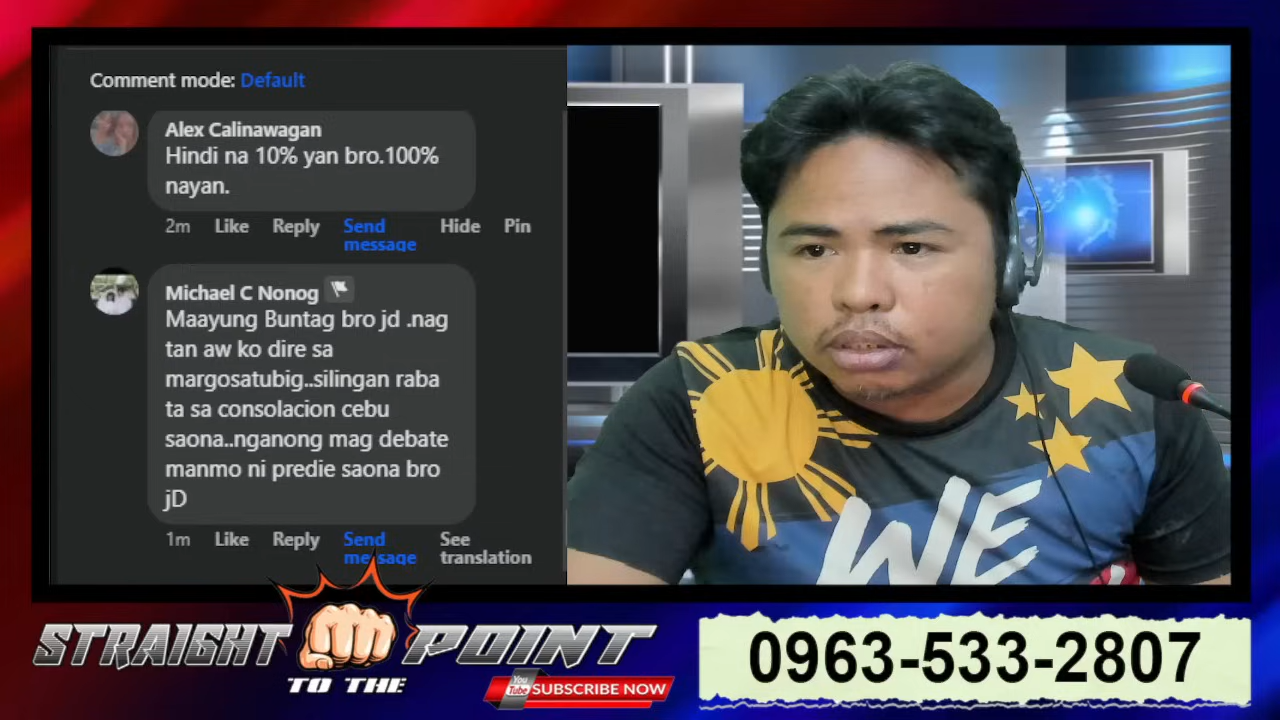 Comment mode: Default
Alex Calinawagan
Hindi na 10% yan bro.100%
nayan.
2m Like Reply Send message Hide Pin
Michael C Nonog
Maayung Buntag bro jd .nag
tan aw ko dire sa
margosatubig..silingan raba
ta sa consolacion cebu
saona..nganong mag debate
manmo ni predie saona bro
jD
1m Like Reply Send message See translation
WE
STRAIGHT POINT
TO THE
You Tube SUBSCRIBE NOW
0963-533-2807